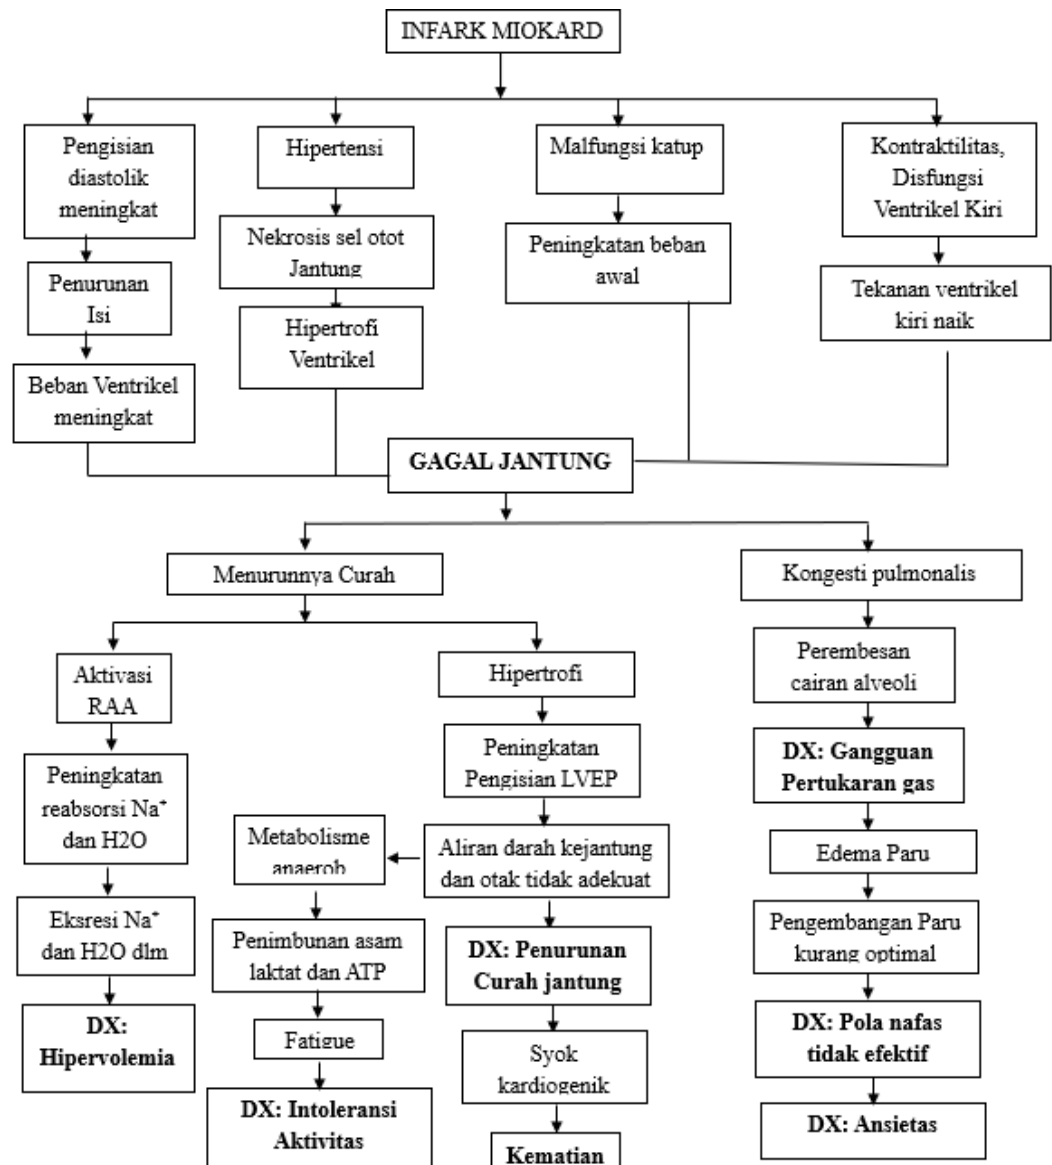 INFARK MIOKARD
Pengisian
diastolik
meningkat
Hipertensi
Malfungsi katup
Kontraktilitas,
Disfungsi
Ventrikel Kiri
Nekrosis sel otot
Jantung
Peningkatan beban
awal
Penurunan
Isi
Tekanan ventrikel
kiri naik
Hipertrofi
Ventrikel
Beban Ventrikel
meningkat
GAGAL JANTUNG
Menurunnya Curah
Kongesti pulmonalis
Aktivasi
RAA
Hipertrofi
Perembesan
cairan alveoli
Peningkatan
reabsorsi Na⁺
dan H2O
Peningkatan
Pengisian LVEP
DX: Gangguan
Pertukaran gas
Metabolisme
anaerob
Aliran darah kejantung
dan otak tidak adekuat
Edema Paru
Eksresi Na⁺
dan H2O dlm
Penimbunan asam
laktat dan ATP
DX: Penurunan
Curah jantung
Pengembangan Paru
kurang optimal
DX:
Hipervolemia
Fatigue
Syok
kardiogenik
DX: Pola nafas
tidak efektif
DX: Intoleransi
Aktivitas
Kematian
DX: Ansietas